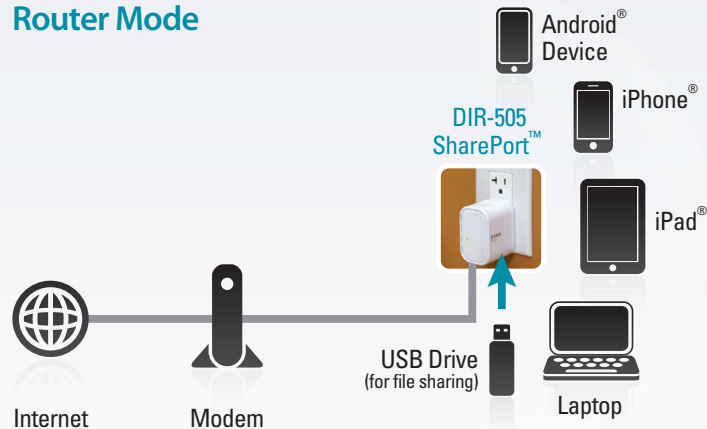 Router Mode
Android®
Device
iPhone®
DIR-505
SharePort™
iPad®
USB Drive
(for file sharing)
Laptop
Internet
Modem